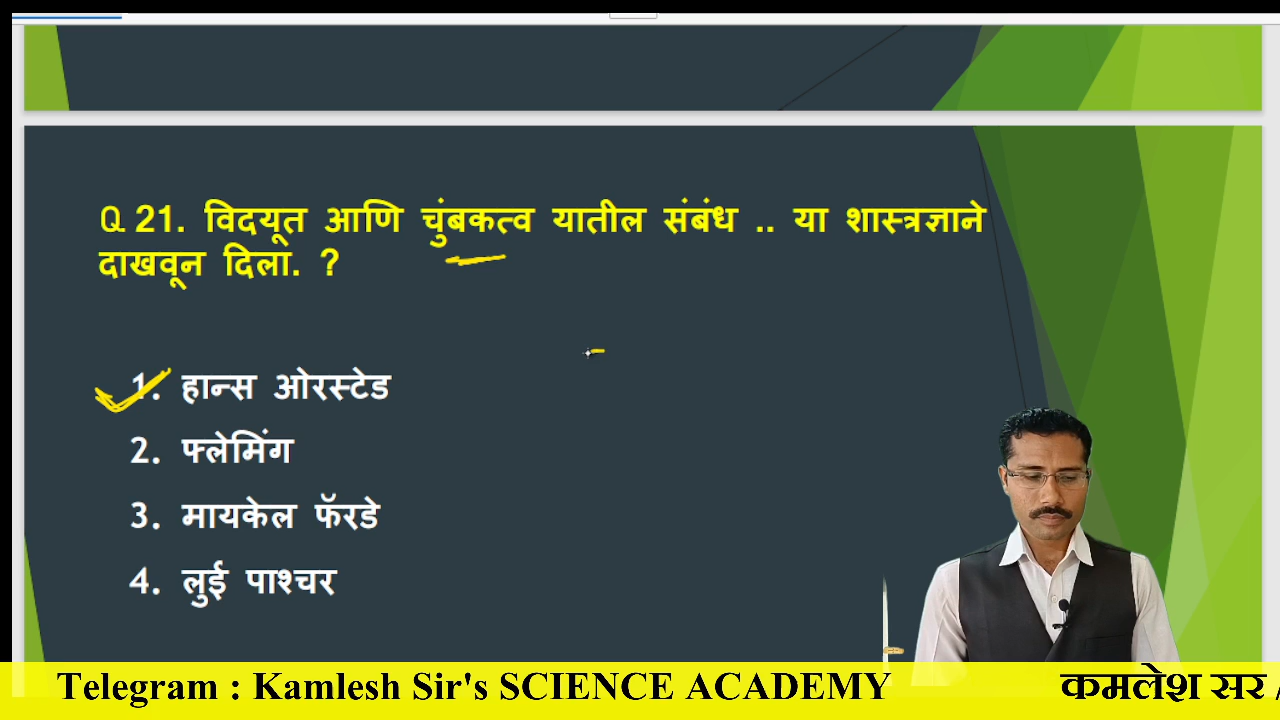 Q 21. विदयूत आणि चुंबकत्व यातील संबंध .. या शास्त्रज्ञाने
दाखवून दिला. ?
1. हान्स ओरस्टेड
2. फ्लेमिंग
3. मायकेल फॅरडे
4. लुई पाश्चर
Telegram : Kamlesh Sir's SCIENCE ACADEMY कमलेश सर /